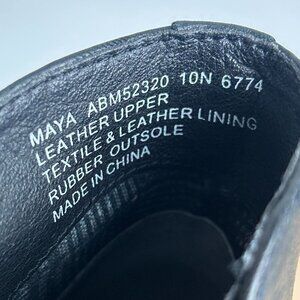 MAYA ABM52320 10N 6774
LEATHER UPPER
TEXTILE & LEATHER LINING
RUBBER OUTSOLE
MADE IN CHINA